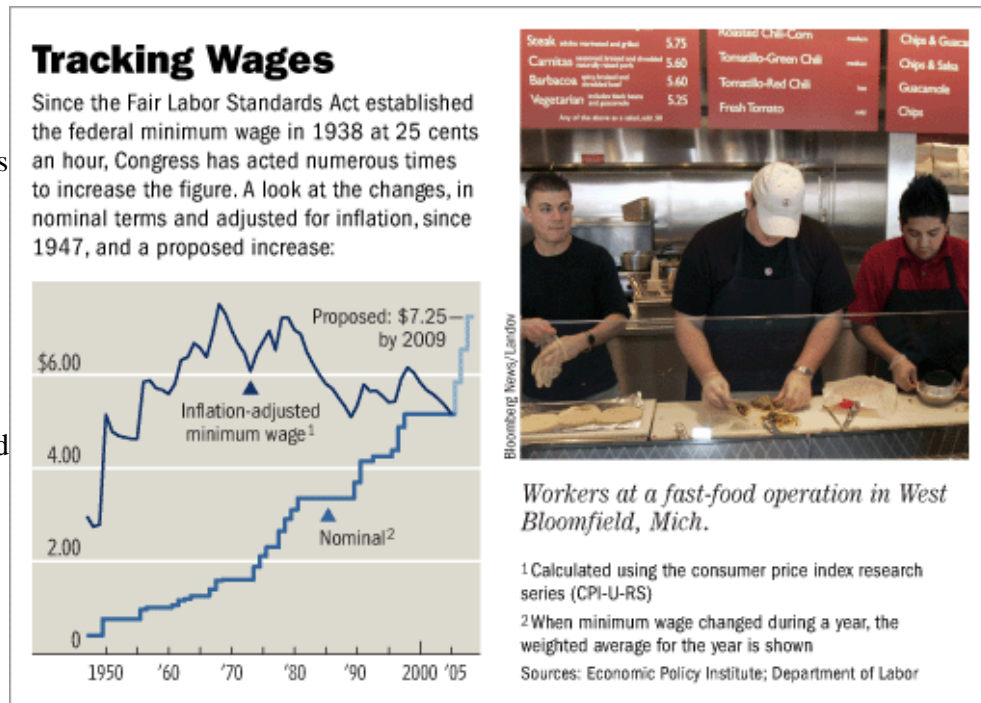 Tracking Wages
Since the Fair Labor Standards Act established
the federal minimum wage in 1938 at 25 cents
an hour, Congress has acted numerous times
to increase the figure. A look at the changes, in
nominal terms and adjusted for inflation, since
1947, and a proposed increase:
s
d
Proposed: $7.25
by 2009
$6.00
Inflation-adjusted
minimum wage1
4.00
2.00
Nominal2
0
1950 '60 '70 '80 '90 2000 '05
Steak 5.75
Carnitas 5.60
Barbacoa 5.60
Vegetarian 5.25
Roasted Chili-Corn
Tomatillo-Green Chili
Tomatillo-Red Chili
Fresh Tomato
Chips & Guaca
Chips & Salsa
Guacamole
Chips
Bloomberg News/Landov
Workers at a fast-food operation in West
Bloomfield, Mich.
1 Calculated using the consumer price index research
series (CPI-U-RS)
2 When minimum wage changed during a year, the
weighted average for the year is shown
Sources: Economic Policy Institute; Department of Labor